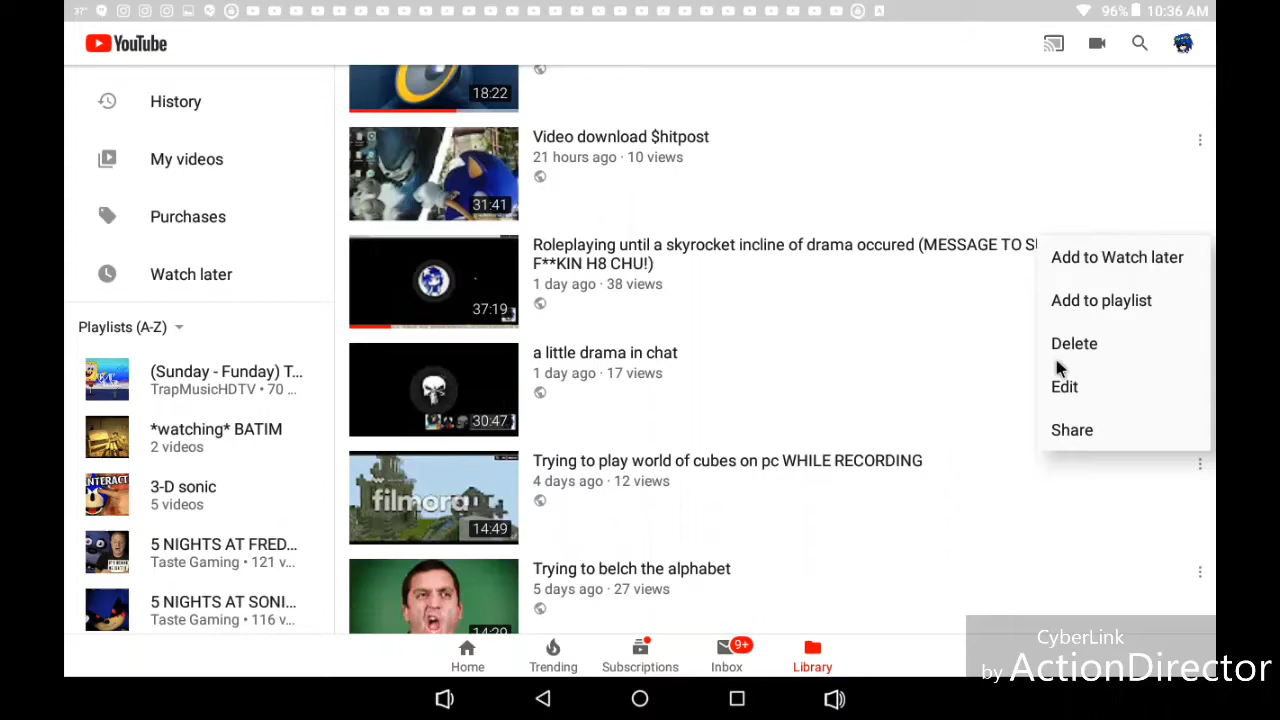 37°
96%
10:36 AM
YouTube
History
My videos
Purchases
Watch later
Playlists (A-Z)
(Sunday - Funday) T...
TrapMusicHDTV • 70 ...
*watching* BATIM
2 videos
3-D sonic
5 videos
5 NIGHTS AT FRED...
Taste Gaming • 121 v...
5 NIGHTS AT SONI...
Taste Gaming • 116 v...
18:22
Video download $hitpost
21 hours ago · 10 views
31:41
Roleplaying until a skyrocket incline of drama occured (MESSAGE TO
F**KIN H8 CHU!)
1 day ago · 38 views
37:19
a little drama in chat
1 day ago · 17 views
30:47
Trying to play world of cubes on pc WHILE RECORDING
4 days ago · 12 views
filmora
14:49
Trying to belch the alphabet
5 days ago · 27 views
14:29
Add to Watch later
Add to playlist
Delete
Edit
Share
Home
Trending
Subscriptions
9+
Inbox
Library
CyberLink
by ActionDirector